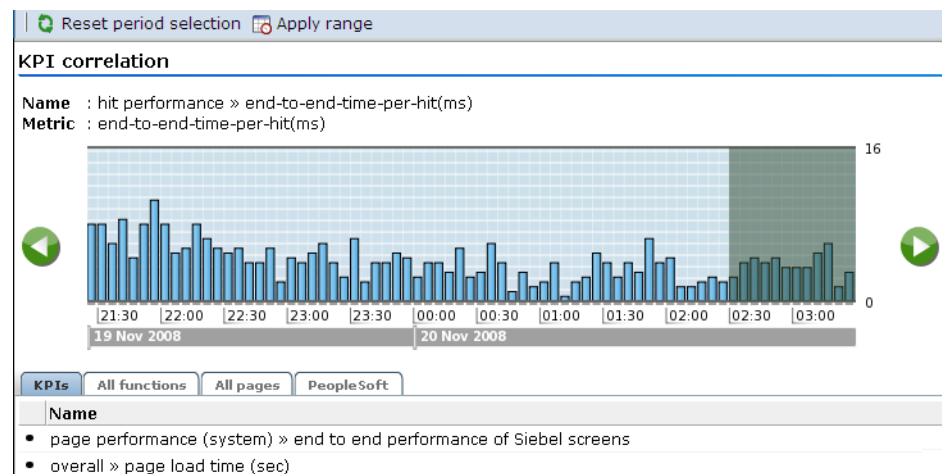 Reset period selection Apply range
KPI correlation
Name : hit performance » end-to-end-time-per-hit(ms)
Metric : end-to-end-time-per-hit(ms)
16
0
21:30 22:00 22:30 23:00 23:30 00:00 00:30 01:00 01:30 02:00 02:30 03:00
19 Nov 2008 20 Nov 2008
KPIs All functions All pages PeopleSoft
Name
• page performance (system) » end to end performance of Siebel screens
• overall » page load time (sec)